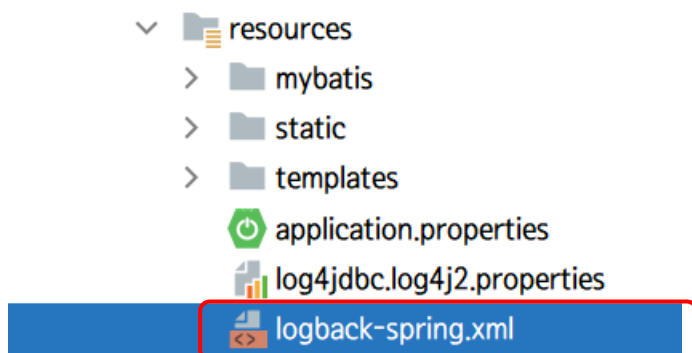 resources
mybatis
static
templates
application.properties
log4jdbc.log4j2.properties
logback-spring.xml